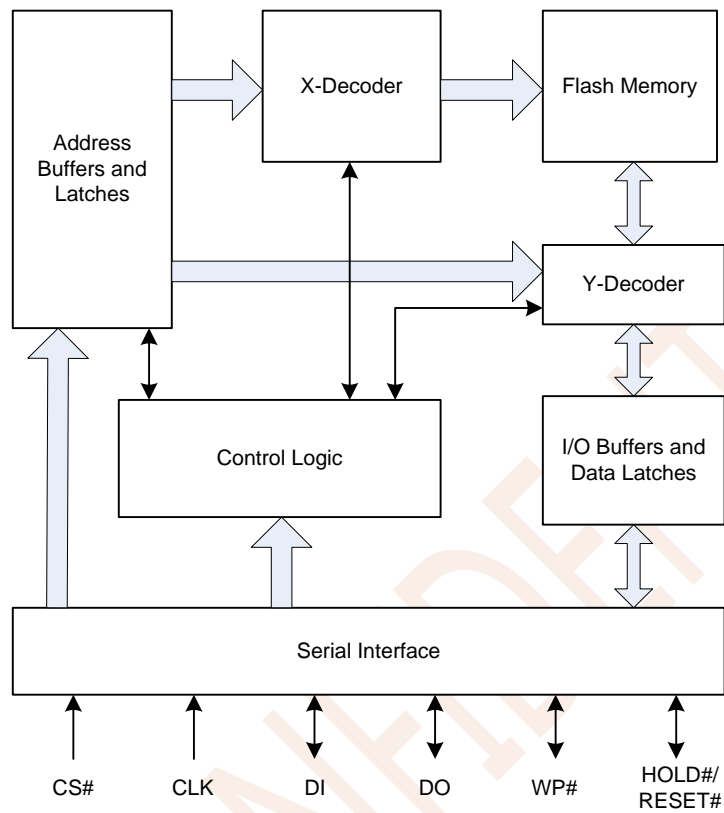 X-Decoder
Flash Memory
Address
Buffers and
Latches
Y-Decoder
Control Logic
I/O Buffers and
Data Latches
Serial Interface
CS#
CLK
DI
DO
WP#
HOLD#/
RESET#